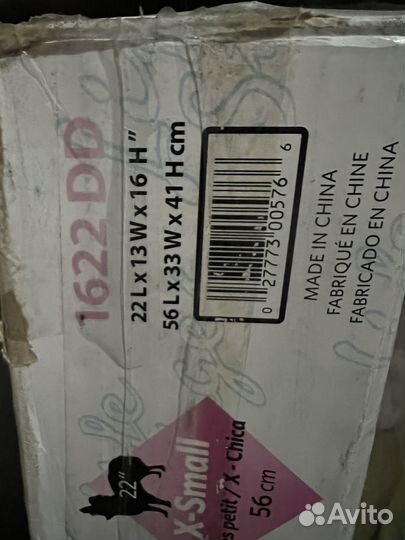 1622 DD
22 L x 13 W x 16 H"
56 L x 33 W x 41 H cm
0 27773 00576 6
MADE IN CHINA
FABRIQUÉ EN CHINE
FABRICADO EN CHINA
22"
X-Small
petit / X - Chica
56 cm
Avito